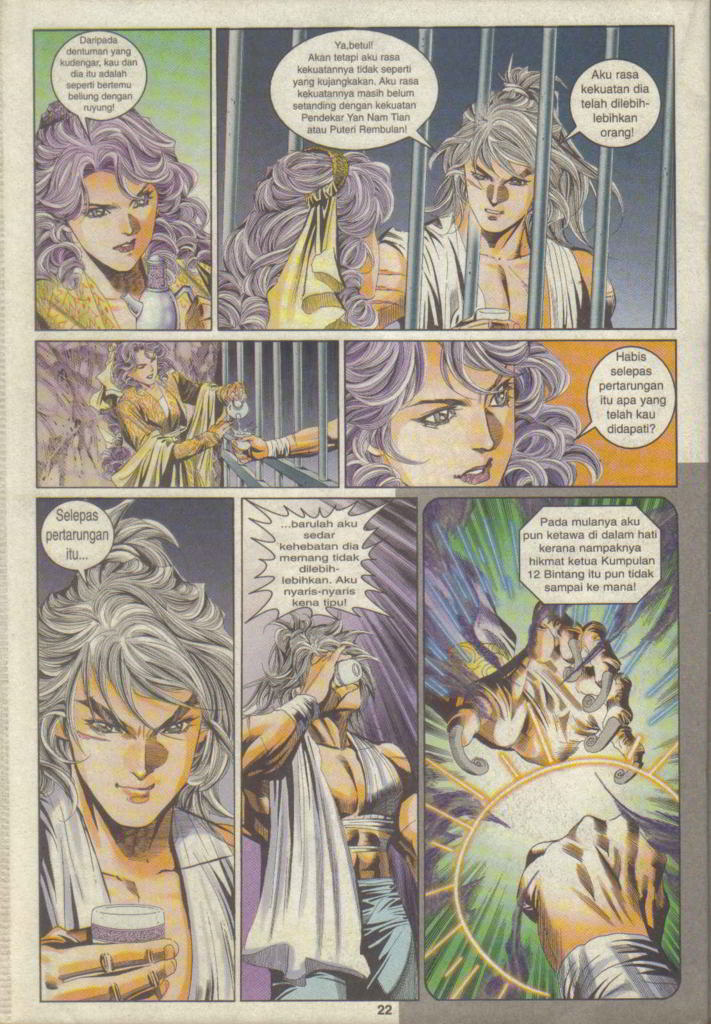 Daripada
dentuman yang
kudengar, kau dan
dia itu adalah
seperti bertemu
beliung dengan
ruyung!
Ya,betul!
Akan tetapi aku rasa
kekuatannya tidak seperti
yang kujangkakan. Aku rasa
kekuatannya masih belum
setanding dengan kekuatan
Pendekar Yan Nam Tian
atau Puteri Rembulan!
Aku rasa
kekuatan dia
telah dilebih-
lebihkan
orang!
Habis
selepas
pertarungan
itu apa yang
telah kau
didapati?
Selepas
pertarungan
itu...
...barulah aku
sedar
kehebatan dia
memang tidak
dilebih-
lebihkan. Aku
nyaris-nyaris
kena tipu!
Pada mulanya aku
pun ketawa di dalam hati
kerana nampaknya
hikmat ketua Kumpulan
12 Bintang itu pun tidak
sampai ke mana!
22